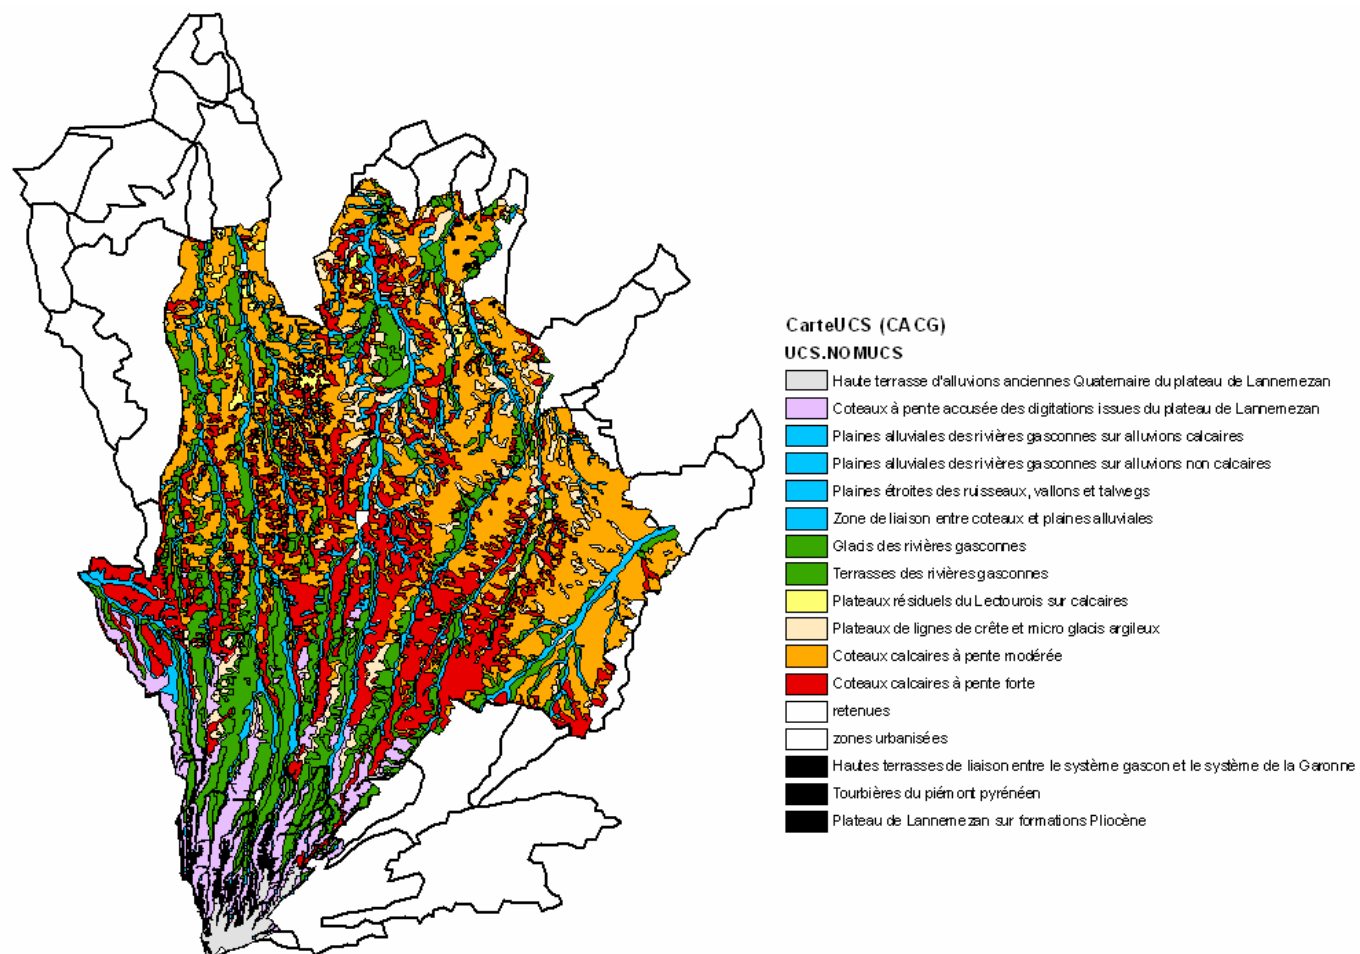 CarteUCS (CACG)
UCS.NOMUCS
Haute terrasse d'alluvions anciennes Quaternaire du plateau de Lannemezan
Coteaux à pente accusée des digitations issues du plateau de Lannemezan
Plaines alluviales des rivières gasconnes sur alluvions calcaires
Plaines alluviales des rivières gasconnes sur alluvions non calcaires
Plaines étroites des ruisseaux, vallons et talwegs
Zone de liaison entre coteaux et plaines alluviales
Glacis des rivières gasconnes
Terrasses des rivières gasconnes
Plateaux résiduels du Lectourois sur calcaires
Plateaux de lignes de crête et micro glacis argileux
Coteaux calcaires à pente modérée
Coteaux calcaires à pente forte
retenues
zones urbanisées
Hautes terrasses de liaison entre le système gascon et le système de la Garonne
Tourbières du piémont pyrénéen
Plateau de Lannemezan sur formations Pliocène